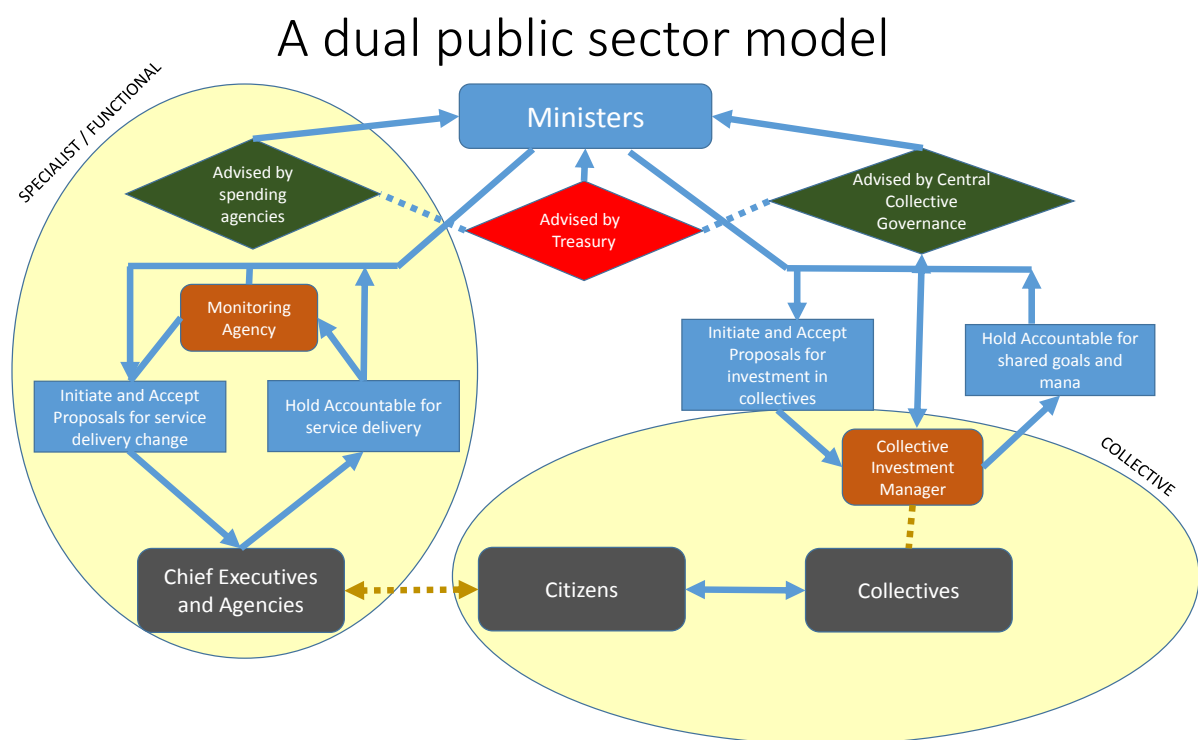 A dual public sector model
SPECIALIST / FUNCTIONAL
Ministers
Advised by
spending
agencies
Advised by
Treasury
Advised by Central
Collective
Governance
Monitoring
Agency
Initiate and Accept
Proposals for service
delivery change
Hold Accountable for
service delivery
Initiate and Accept
Proposals for
investment in
collectives
Hold Accountable for
shared goals and
mana
Collective
Investment
Manager
COLLECTIVE
Chief Executives
and Agencies
Citizens
Collectives